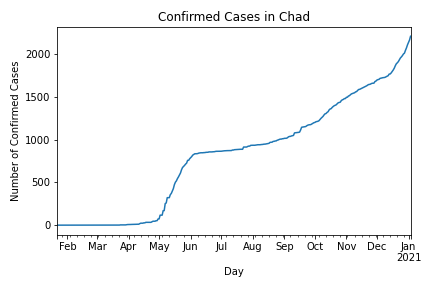 Confirmed Cases in Chad
Number of Confirmed Cases
2000
1500
1000
500
0
Feb Mar Apr May Jun Jul Aug Sep Oct Nov Dec Jan
2021
Day